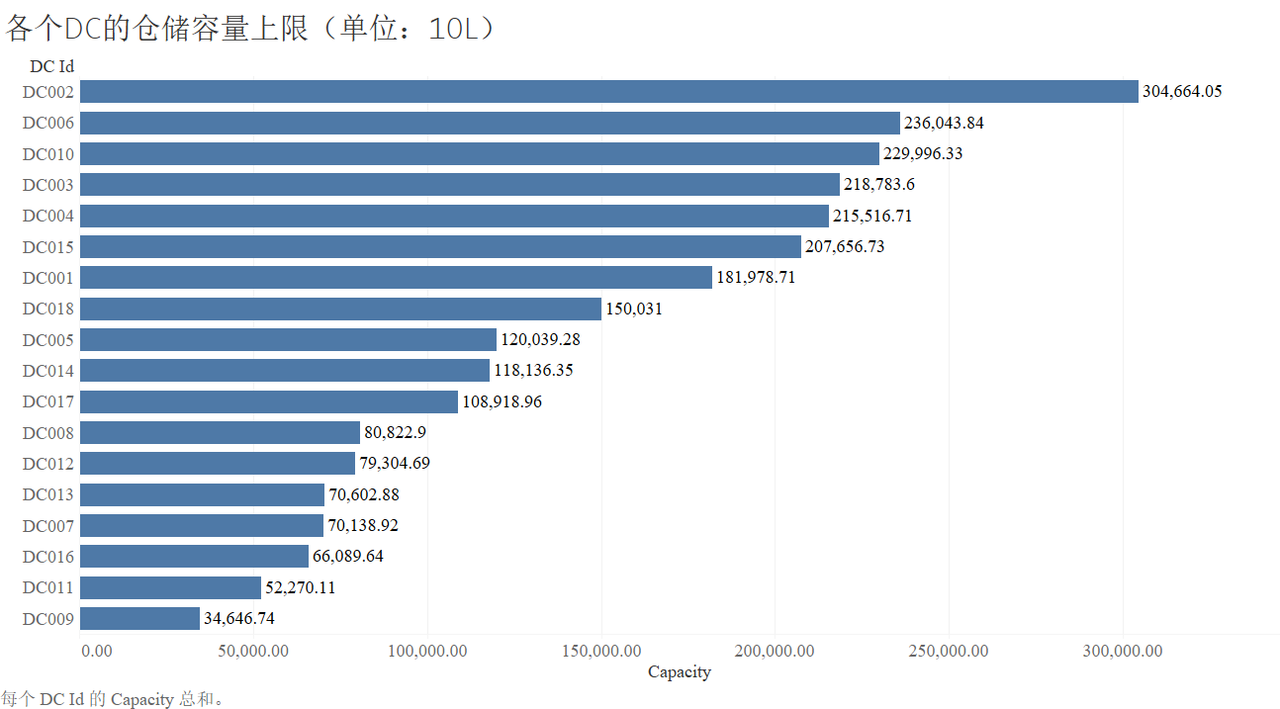 各个DC的仓储容量上限（单位：10L）
DC Id
DC002 304,664.05
DC006 236,043.84
DC010 229,996.33
DC003 218,783.6
DC004 215,516.71
DC015 207,656.73
DC001 181,978.71
DC018 150,031
DC005 120,039.28
DC014 118,136.35
DC017 108,918.96
DC008 80,822.9
DC012 79,304.69
DC013 70,602.88
DC007 70,138.92
DC016 66,089.64
DC011 52,270.11
DC009 34,646.74
0.00 50,000.00 100,000.00 150,000.00 200,000.00 250,000.00 300,000.00
Capacity
每个 DC Id 的 Capacity 总和。